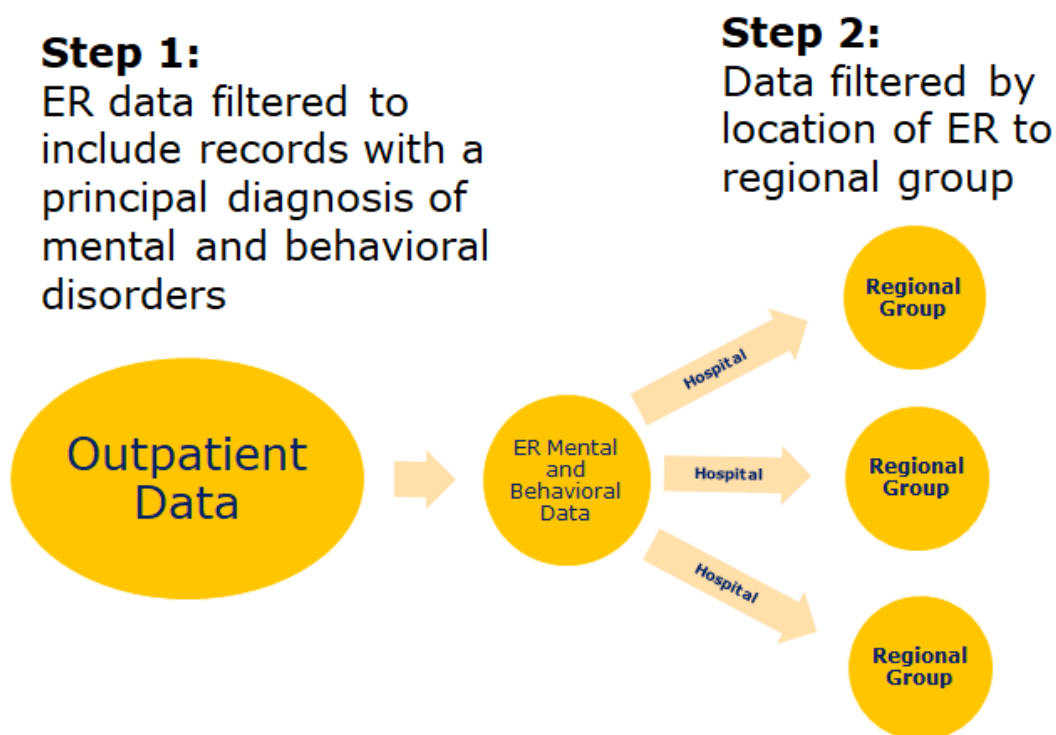 Step 1:
ER data filtered to
include records with a
principal diagnosis of
mental and behavioral
disorders
Step 2:
Data filtered by
location of ER to
regional group
Outpatient
Data
ER Mental
and
Behavioral
Data
Hospital
Hospital
Hospital
Regional
Group
Regional
Group
Regional
Group